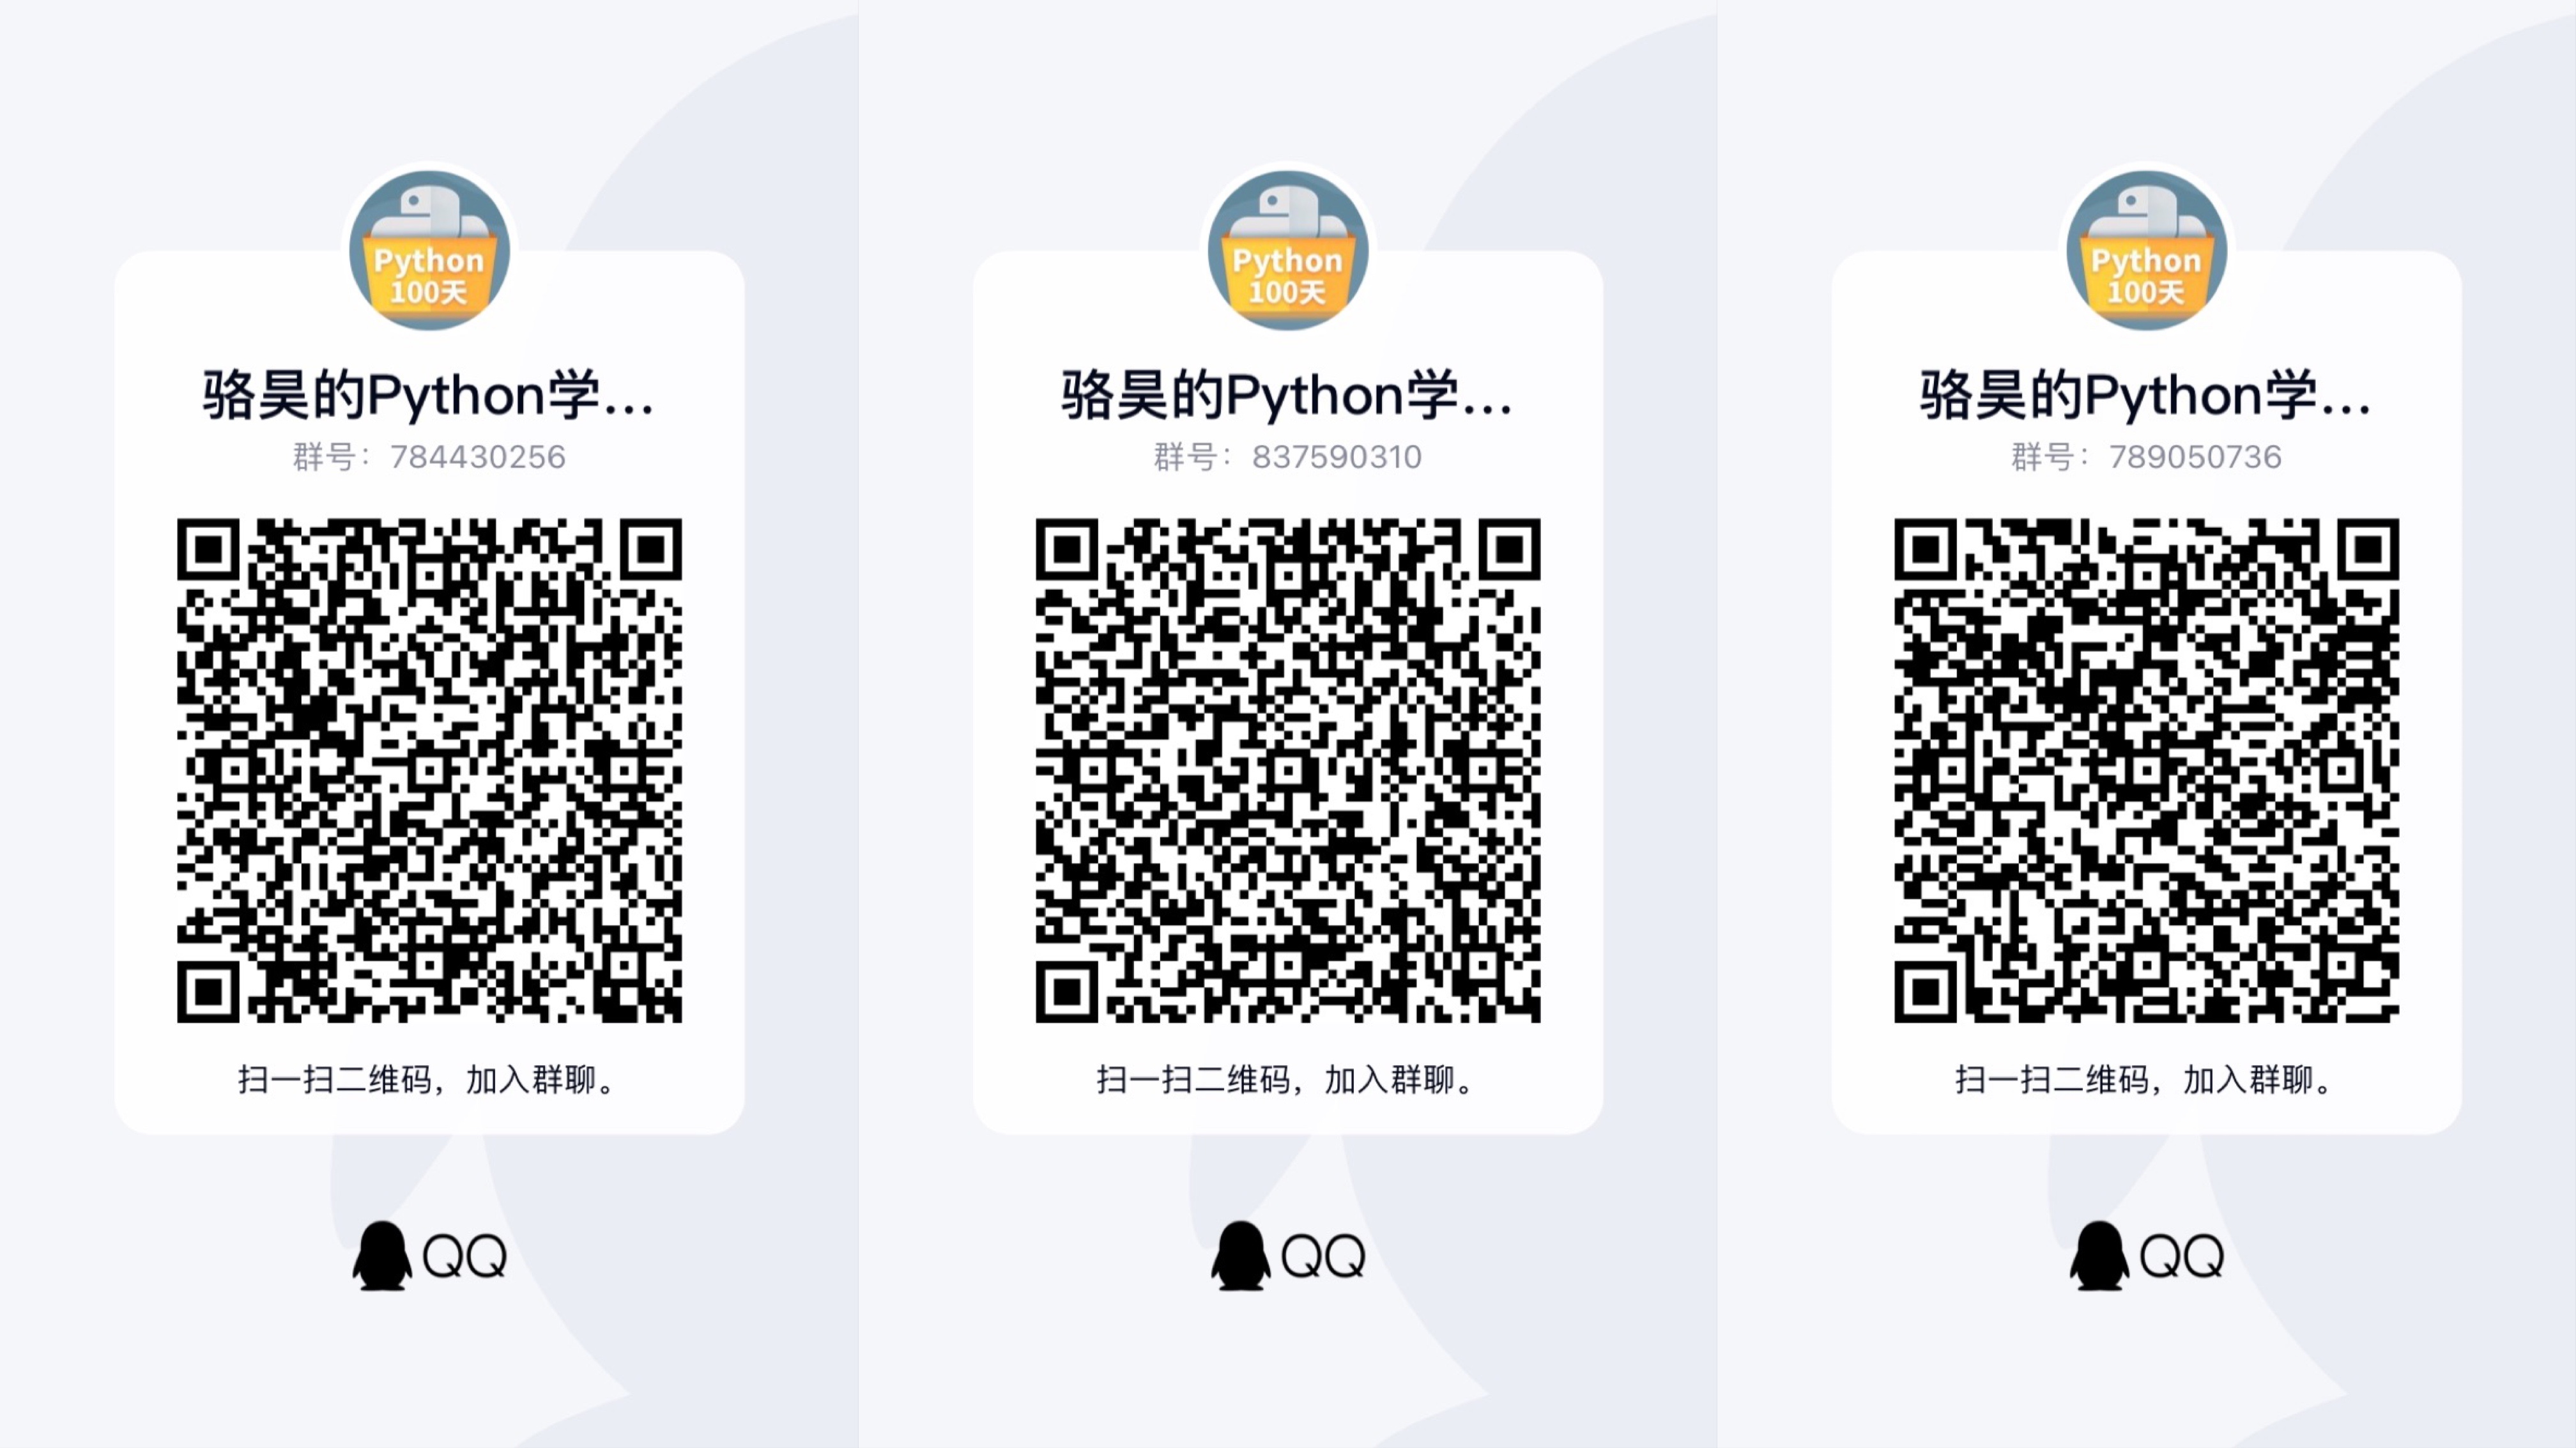 Python
100天
骆昊的Python学...
群号：784430256
扫一扫二维码，加入群聊。
QQ
Python
100天
骆昊的Python学...
群号：837590310
扫一扫二维码，加入群聊。
QQ
Python
100天
骆昊的Python学...
群号：789050736
扫一扫二维码，加入群聊。
QQ